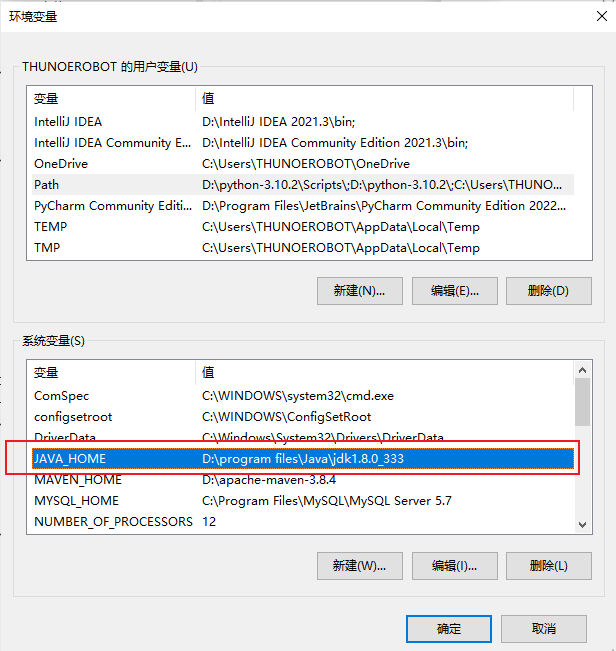 环境变量
THUNOEROBOT 的用户变量(U)
变量 值
IntelliJ IDEA D:\IntelliJ IDEA 2021.3\bin;
IntelliJ IDEA Community E... D:\IntelliJ IDEA Community Edition 2021.3\bin;
OneDrive C:\Users\THUNOEROBOT\OneDrive
Path D:\python-3.10.2\Scripts\;D:\python-3.10.2\;C:\Users\THUNO...
PyCharm Community Editi... D:\Program Files\JetBrains\PyCharm Community Edition 2022...
TEMP C:\Users\THUNOEROBOT\AppData\Local\Temp
TMP C:\Users\THUNOEROBOT\AppData\Local\Temp
新建(N)... 编辑(E)... 删除(D)
系统变量(S)
变量 值
ComSpec C:\WINDOWS\system32\cmd.exe
configsetroot C:\WINDOWS\ConfigSetRoot
DriverData C:\Windows\System32\Drivers\DriverData
JAVA_HOME D:\program files\Java\jdk1.8.0_333
MAVEN_HOME D:\apache-maven-3.8.4
MYSQL_HOME C:\Program Files\MySQL\MySQL Server 5.7
NUMBER_OF_PROCESSORS 12
新建(W)... 编辑(I)... 删除(L)
确定 取消